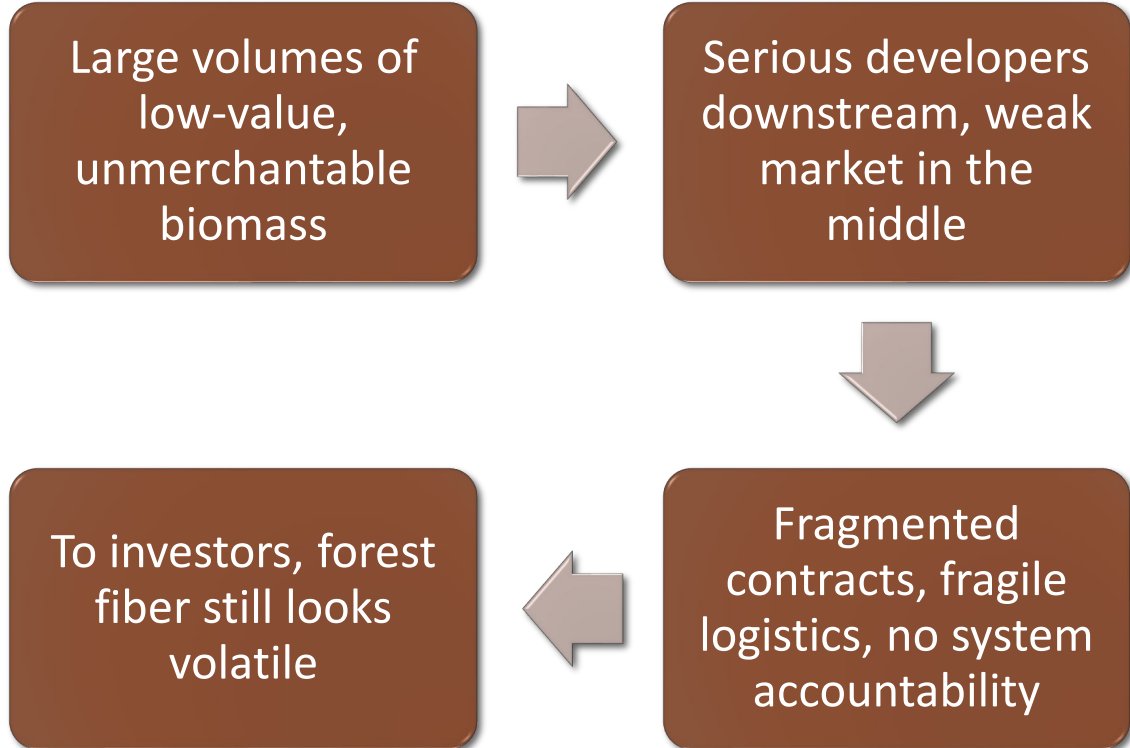 Large volumes of
low-value,
unmerchantable
biomass
Serious developers
downstream, weak
market in the
middle
Fragmented
contracts, fragile
logistics, no system
accountability
To investors, forest
fiber still looks
volatile